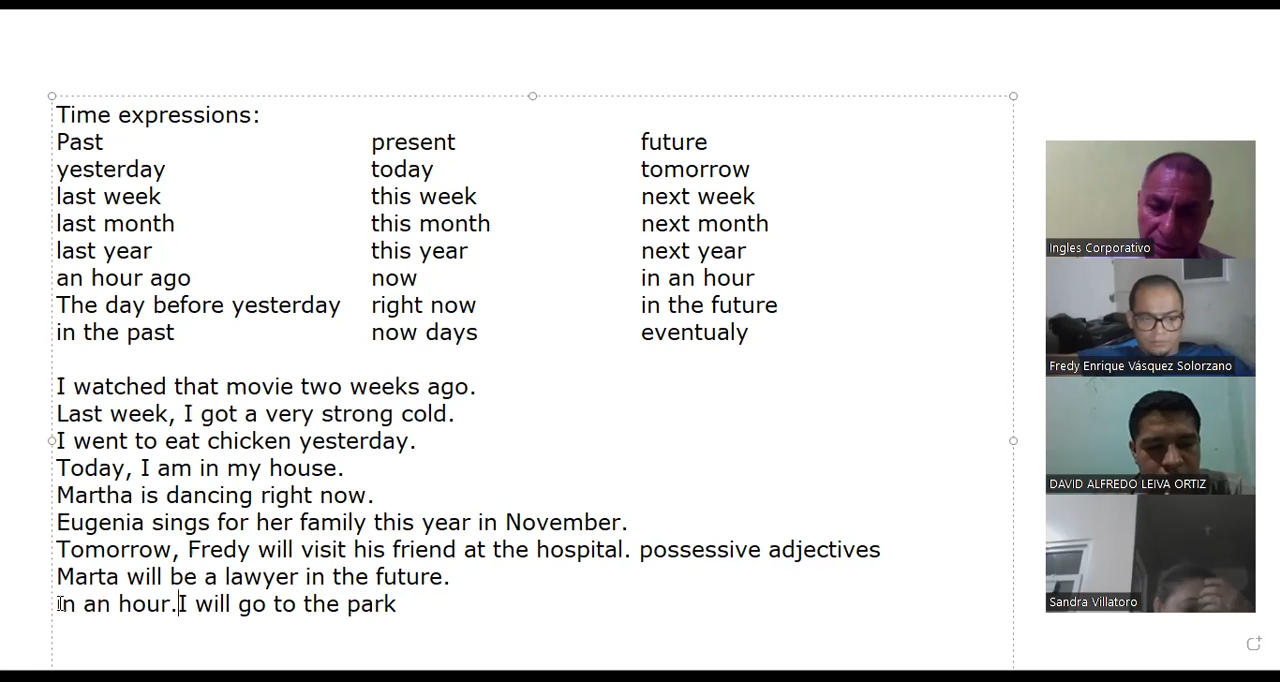 Time expressions:
Past present future
yesterday today tomorrow
last week this week next week
last month this month next month
last year this year next year
an hour ago now in an hour
The day before yesterday right now in the future
in the past now days eventualy
I watched that movie two weeks ago.
Last week, I got a very strong cold.
I went to eat chicken yesterday.
Today, I am in my house.
Martha is dancing right now.
Eugenia sings for her family this year in November.
Tomorrow, Fredy will visit his friend at the hospital. possessive adjectives
Marta will be a lawyer in the future.
In an hour.I will go to the park
Ingles Corporativo
Fredy Enrique Vásquez Solorzano
DAVID ALFREDO LEIVA ORTIZ
Sandra Villatoro